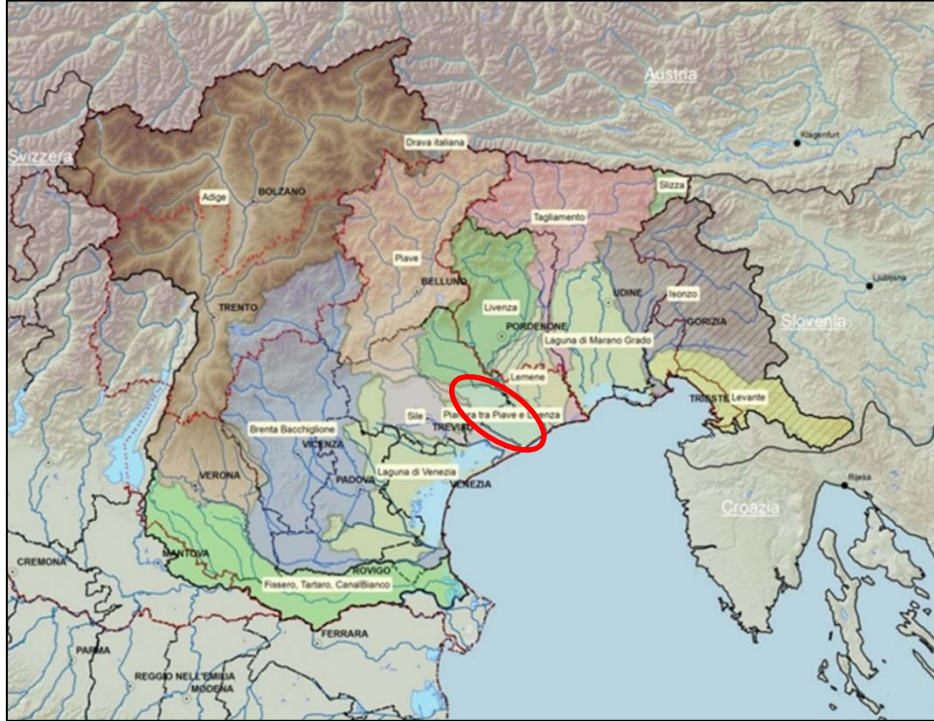 Austria
Klagenfurt
Svizzera
Drava italiana
Slizza
Adige
BOLZANO
Tagliamento
Piave
BELLUNO
Ljubljana
TRENTO
Livenza
UDINE
Isonzo
PORDENONE
GORIZIA
Slovenia
Laguna di Marano Grado
Lemene
TRIESTE
Levante
Sile
Pianura tra Piave e Livenza
TREVISO
Brenta Bacchiglione
VICENZA
Laguna di Venezia
VERONA
PADOVA
VENEZIA
Rijeka
Croazia
MANTOVA
CREMONA
ROVIGO
Fissero, Tartaro, CanalBianco
FERRARA
PARMA
REGGIO NELL'EMILIA
MODENA